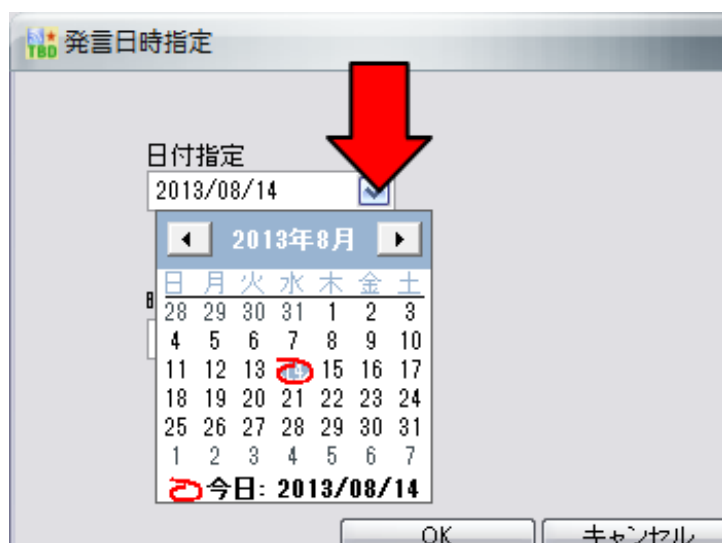 TBD 発言日時指定
日付指定
2013/08/14
2013年8月
日 月 火 水 木 金 土
28 29 30 31 1 2 3
4 5 6 7 8 9 10
11 12 13 14 15 16 17
18 19 20 21 22 23 24
25 26 27 28 29 30 31
1 2 3 4 5 6 7
今日: 2013/08/14
OK キャンセル